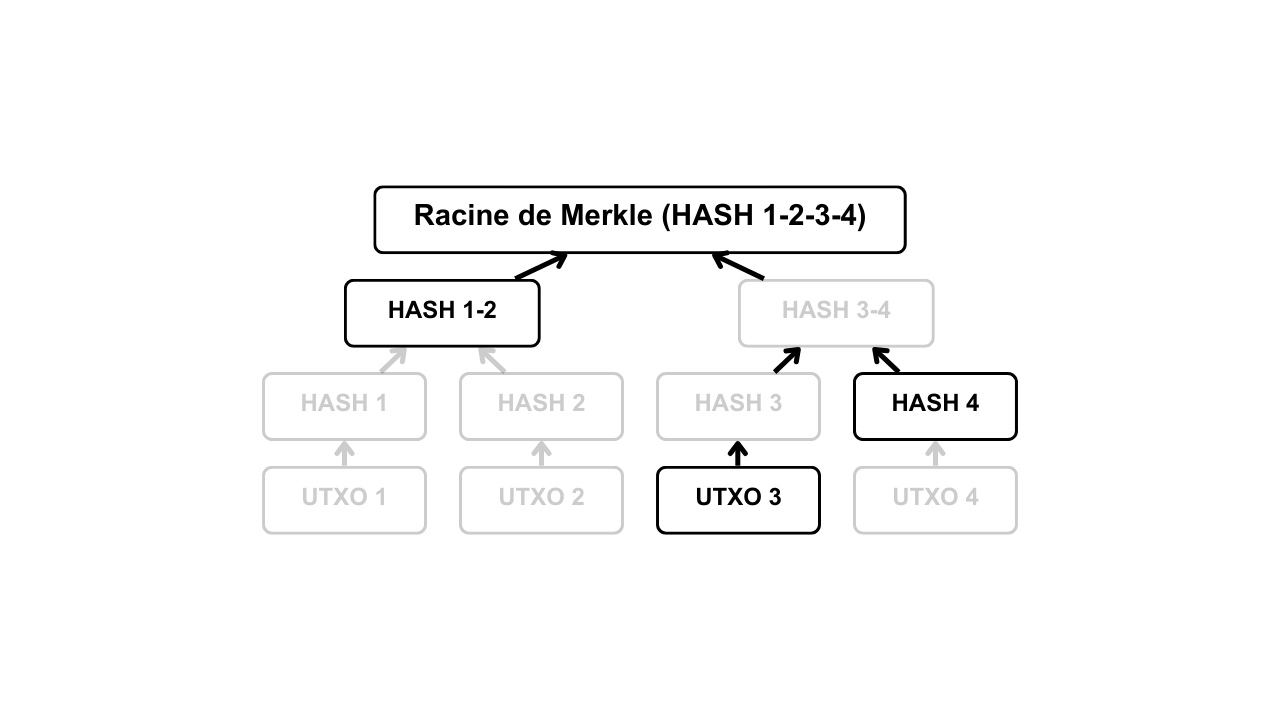 Racine de Merkle (HASH 1-2-3-4)
HASH 1-2
HASH 3-4
HASH 1
HASH 2
HASH 3
HASH 4
UTXO 1
UTXO 2
UTXO 3
UTXO 4